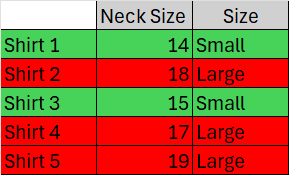 Neck Size Size
Shirt 1 14 Small
Shirt 2 18 Large
Shirt 3 15 Small
Shirt 4 17 Large
Shirt 5 19 Large